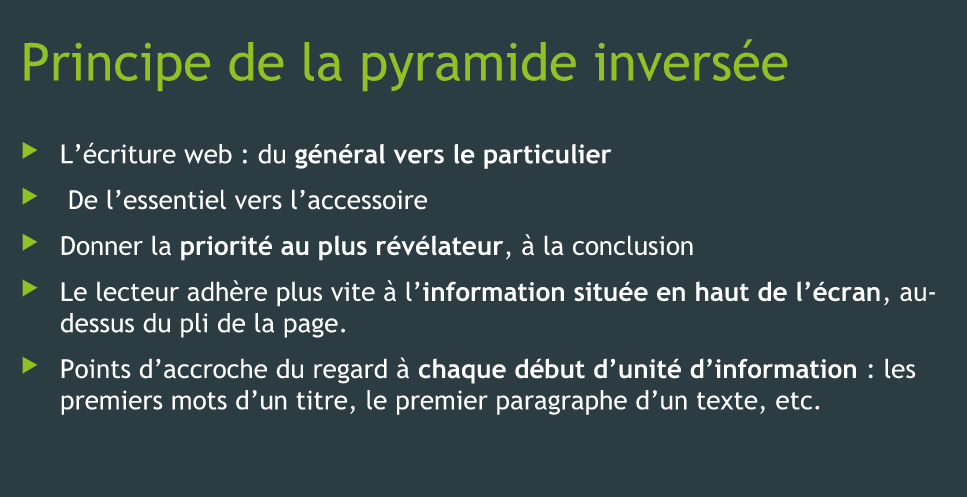 Principe de la pyramide inversée
L’écriture web : du général vers le particulier
De l’essentiel vers l’accessoire
Donner la priorité au plus révélateur, à la conclusion
Le lecteur adhère plus vite à l’information située en haut de l’écran, au-
dessus du pli de la page.
Points d’accroche du regard à chaque début d’unité d’information : les
premiers mots d’un titre, le premier paragraphe d’un texte, etc.